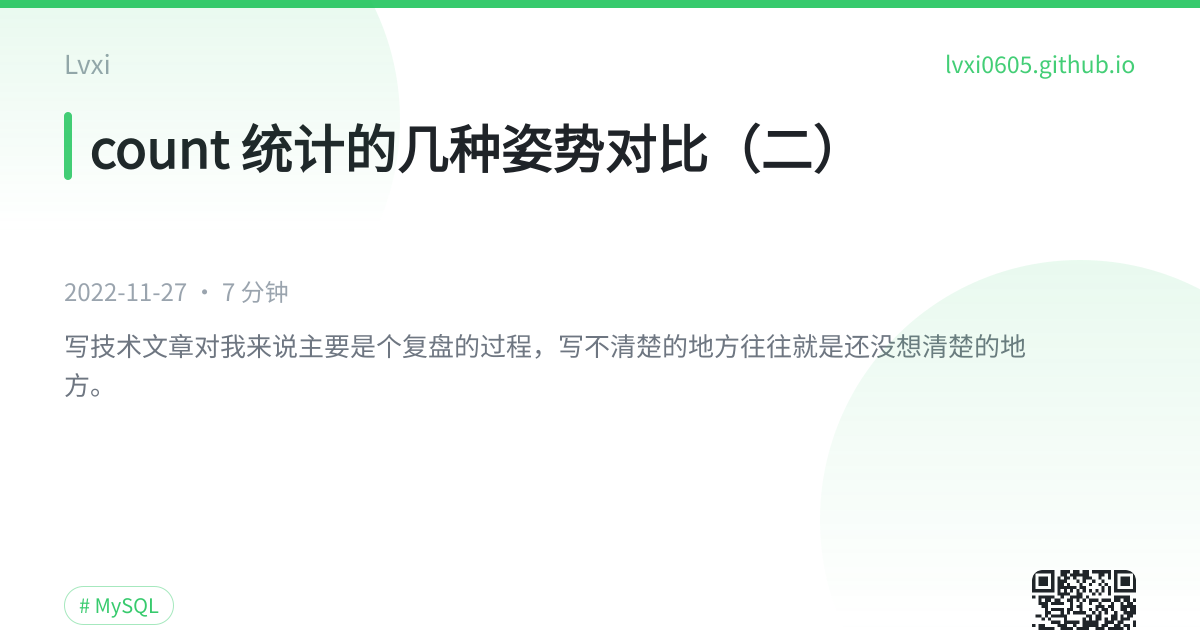 Lvxi
lvxi0605.github.io
count 统计的几种姿势对比（二）
2022-11-27 · 7 分钟
写技术文章对我来说主要是个复盘的过程，写不清楚的地方往往就是还没想清楚的地
方。
# MySQL